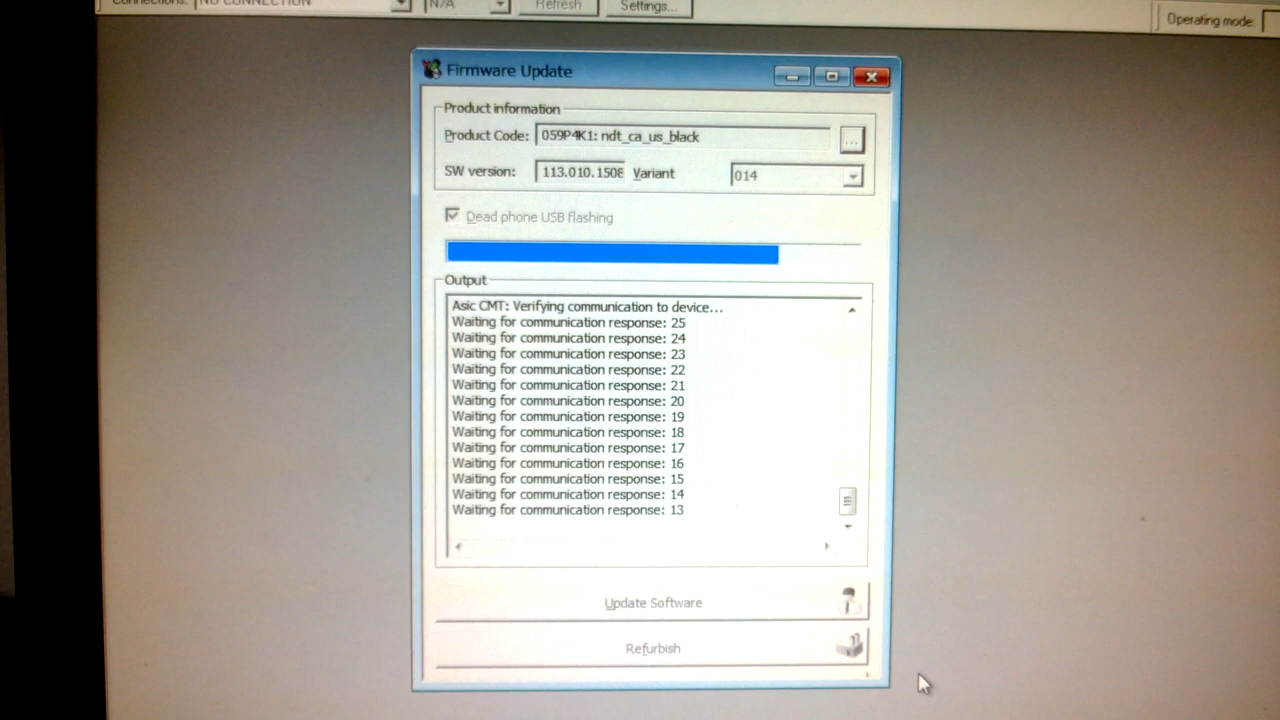 Connections: NO CONNECTION N/A Refresh Settings... Operating mode:
Firmware Update
Product information
Product Code: 059P4K1: ndt_ca_us_black ...
SW version: 113.010.1508 Variant 014
Dead phone USB flashing
Output
Asic CMT: Verifying communication to device...
Waiting for communication response: 25
Waiting for communication response: 24
Waiting for communication response: 23
Waiting for communication response: 22
Waiting for communication response: 21
Waiting for communication response: 20
Waiting for communication response: 19
Waiting for communication response: 18
Waiting for communication response: 17
Waiting for communication response: 16
Waiting for communication response: 15
Waiting for communication response: 14
Waiting for communication response: 13
Update Software
Refurbish